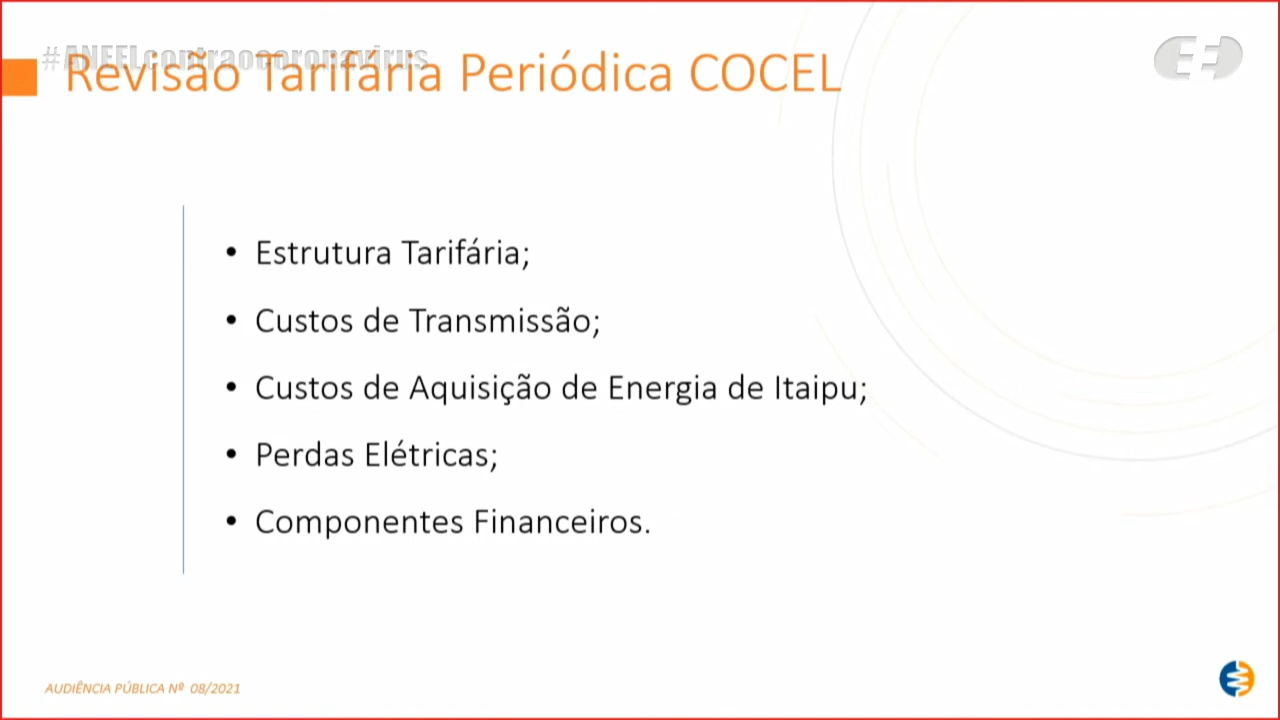 #ANEELcontraocoronavirus
Revisão Tarifária Periódica COCEL
• Estrutura Tarifária;
• Custos de Transmissão;
• Custos de Aquisição de Energia de Itaipu;
• Perdas Elétricas;
• Componentes Financeiros.
AUDIÊNCIA PÚBLICA Nº 08/2021